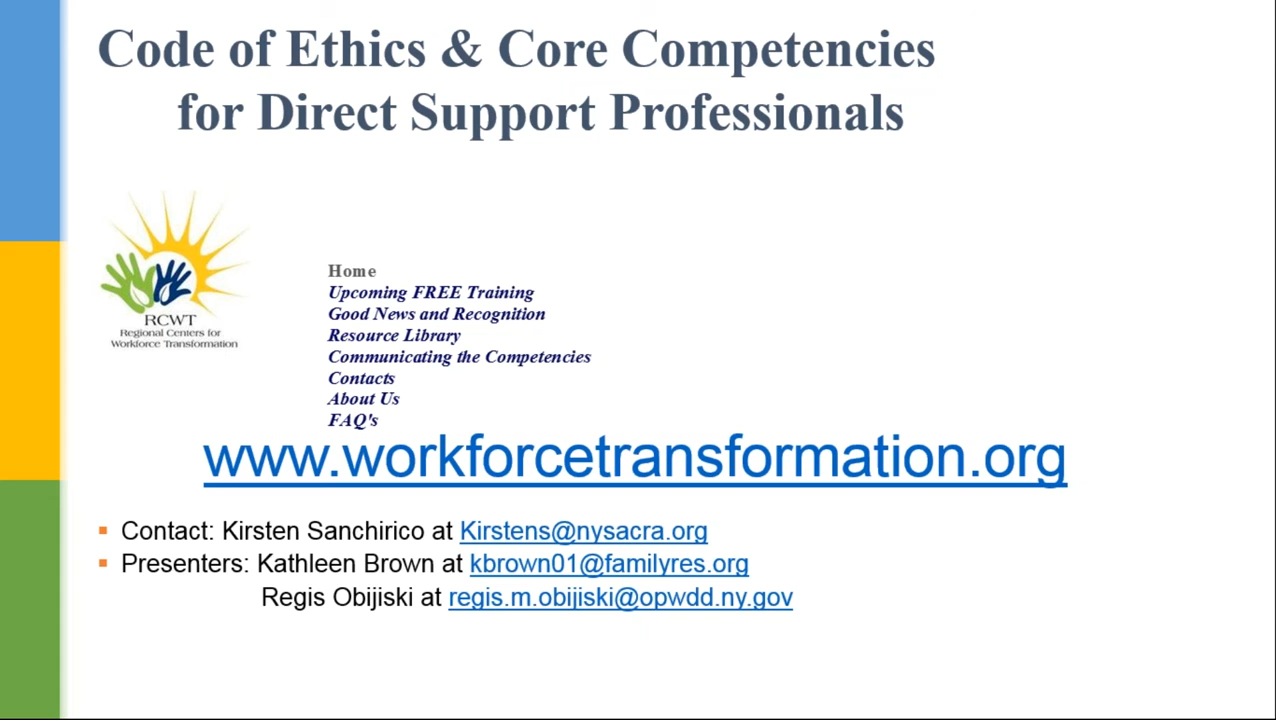 Code of Ethics & Core Competencies
for Direct Support Professionals
RCWT
Regional Centers for
Workforce Transformation
Home
Upcoming FREE Training
Good News and Recognition
Resource Library
Communicating the Competencies
Contacts
About Us
FAQ's
www.workforcetransformation.org
Contact: Kirsten Sanchirico at Kirstens@nysacra.org
Presenters: Kathleen Brown at kbrown01@familyres.org
Regis Obijiski at regis.m.obijiski@opwdd.ny.gov